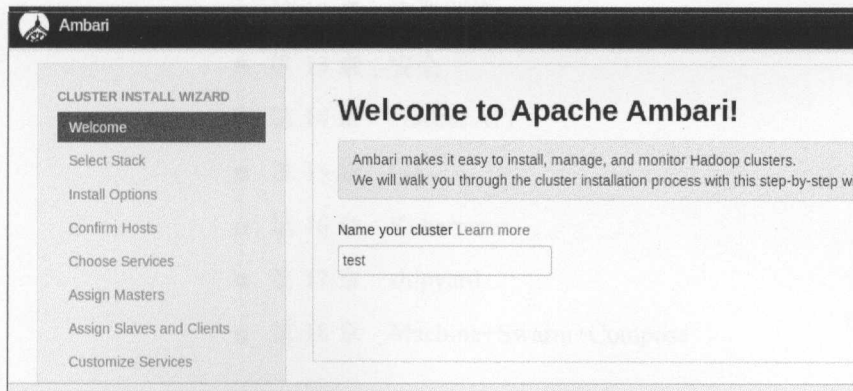 Ambari
CLUSTER INSTALL WIZARD
Welcome
Select Stack
Install Options
Confirm Hosts
Choose Services
Assign Masters
Assign Slaves and Clients
Customize Services
Welcome to Apache Ambari!
Ambari makes it easy to install, manage, and monitor Hadoop clusters.
We will walk you through the cluster installation process with this step-by-step
Name your cluster Learn more
test